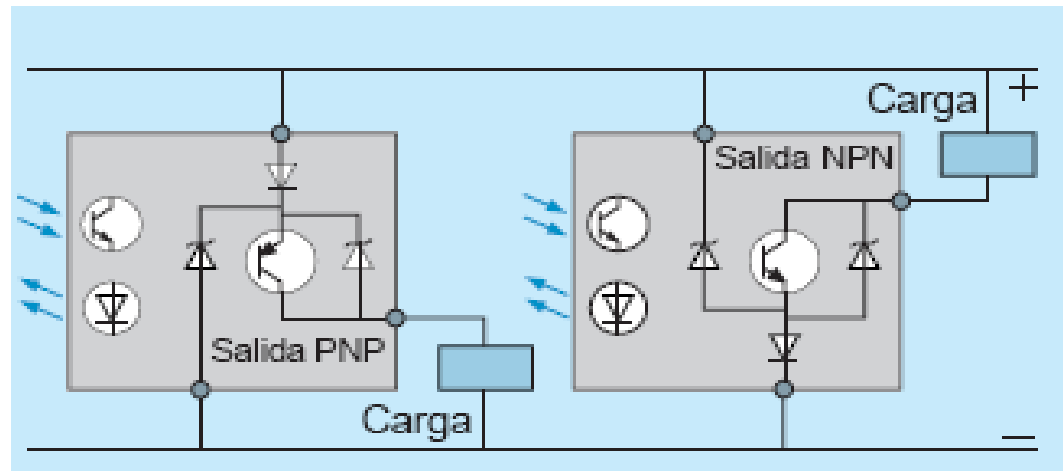 +
Carga
Salida NPN
Salida PNP
Carga
—